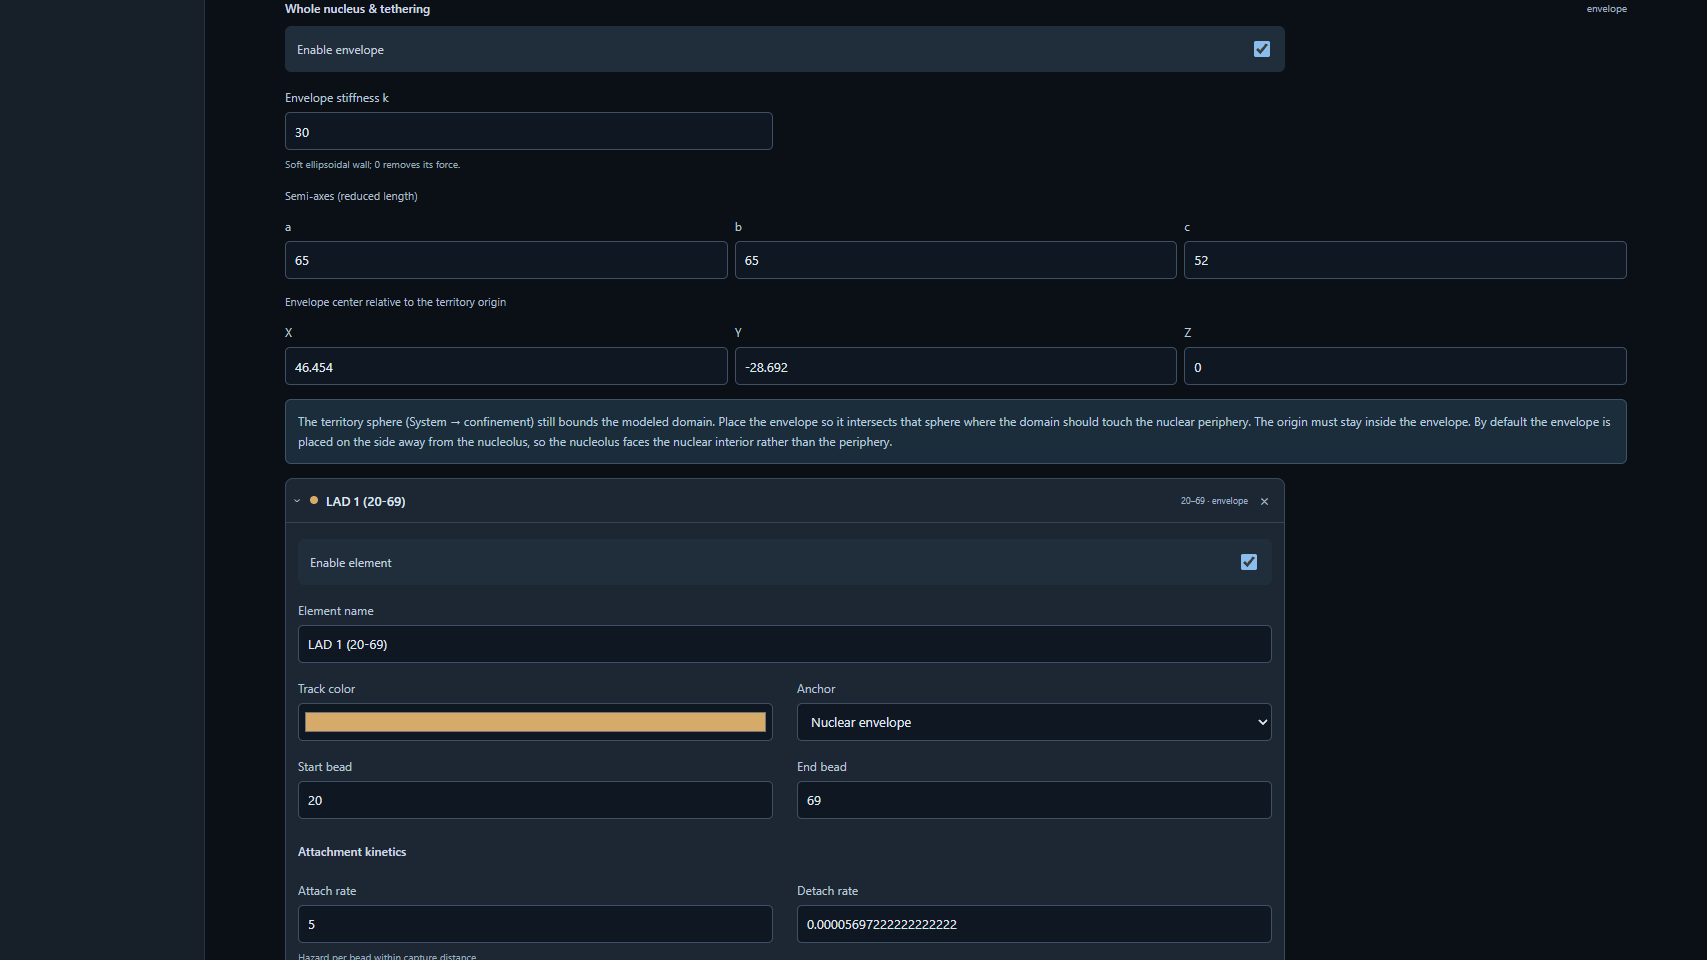 Whole nucleus & tethering
envelope
Enable envelope
Envelope stiffness k
30
Soft ellipsoidal wall; 0 removes its force.
Semi-axes (reduced length)
a b c
65 65 52
Envelope center relative to the territory origin
X Y Z
46.454 -28.692 0
The territory sphere (System → confinement) still bounds the modeled domain. Place the envelope so it intersects that sphere where the domain should touch the nuclear periphery. The origin must stay inside the envelope. By default the envelope is
placed on the side away from the nucleolus, so the nucleolus faces the nuclear interior rather than the periphery.
LAD 1 (20-69)
20–69 · envelope ×
Enable element
Element name
LAD 1 (20-69)
Track color Anchor
Nuclear envelope
Start bead End bead
20 69
Attachment kinetics
Attach rate Detach rate
5 0.00005697222222222222
Hazard per bead within capture distance